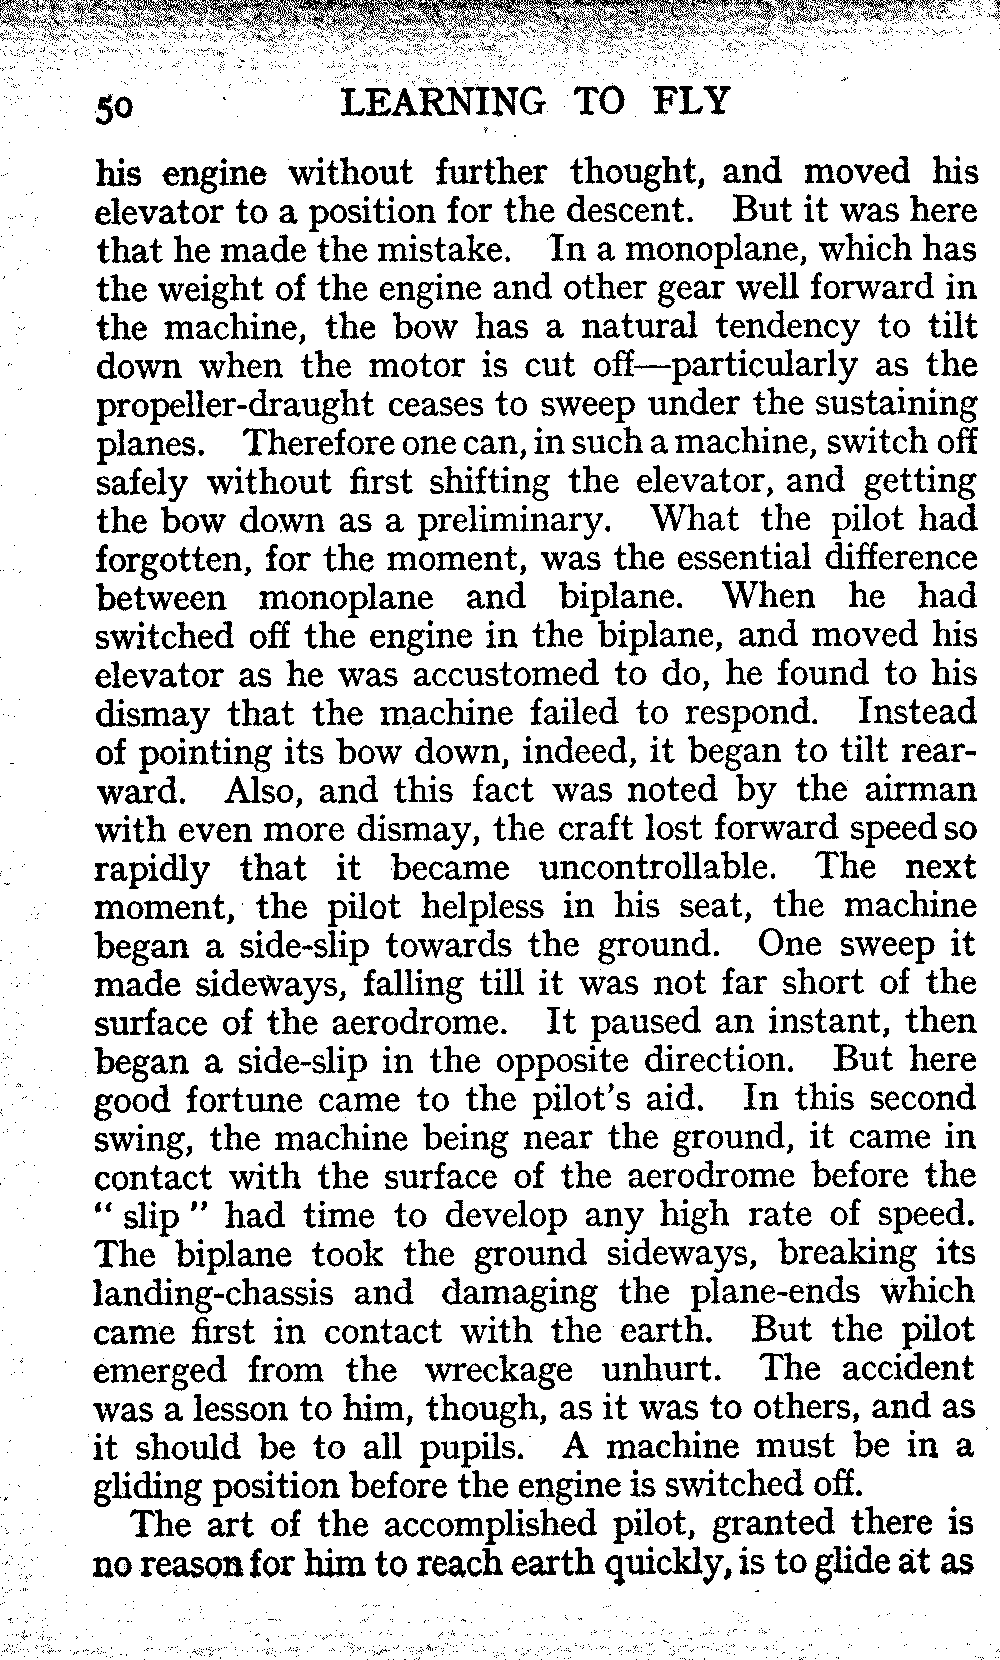 50 LEARNING TO FLY
his engine without further thought, and moved his
elevator to a position for the descent. But it was here
that he made the mistake. In a monoplane, which has
the weight of the engine and other gear well forward in
the machine, the bow has a natural tendency to tilt
down when the motor is cut off—particularly as the
propeller-draught ceases to sweep under the sustaining
planes. Therefore one can, in such a machine, switch off
safely without first shifting the elevator, and getting
the bow down as a preliminary. What the pilot had
forgotten, for the moment, was the essential difference
between monoplane and biplane. When he had
switched off the engine in the biplane, and moved his
elevator as he was accustomed to do, he found to his
dismay that the machine failed to respond. Instead
of pointing its bow down, indeed, it began to tilt rear-
ward. Also, and this fact was noted by the airman
with even more dismay, the craft lost forward speed so
rapidly that it became uncontrollable. The next
moment, the pilot helpless in his seat, the machine
began a side-slip towards the ground. One sweep it
made sideways, falling till it was not far short of the
surface of the aerodrome. It paused an instant, then
began a side-slip in the opposite direction. But here
good fortune came to the pilot's aid. In this second
swing, the machine being near the ground, it came in
contact with the surface of the aerodrome before the
" slip " had time to develop any high rate of speed.
The biplane took the ground sideways, breaking its
landing-chassis and damaging the plane-ends which
came first in contact with the earth. But the pilot
emerged from the wreckage unhurt. The accident
was a lesson to him, though, as it was to others, and as
it should be to all pupils. A machine must be in a
gliding position before the engine is switched off.
The art of the accomplished pilot, granted there is
no reason for him to reach earth quickly, is to glide at as